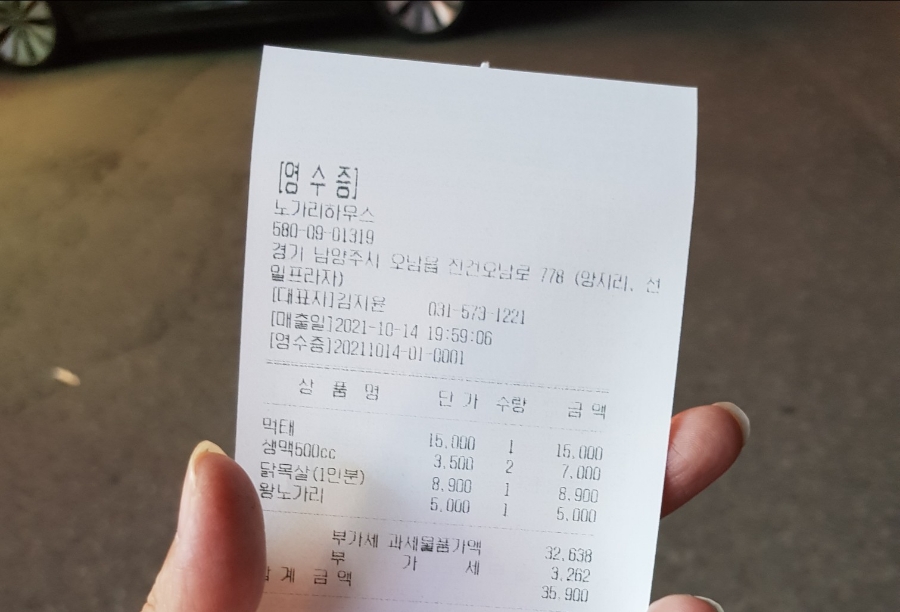 [영 수 증]
노가리하우스
580-09-01319
경기 남양주시 오남읍 진건오남로 778 (양지리, 선
밀프라자)
[대표자]김지윤 031-573-1221
[매출일]2021-10-14 19:59:06
[영수증]20211014-01-0001
상 품 명 단 가 수량 금 액
먹태 15,000 1 15,000
생맥500cc 3,500 2 7,000
닭목살(1인분) 8,900 1 8,900
왕노가리 5,000 1 5,000
부가세 과세물품가액 32,638
부 가 세 3,262
합 계 금 액 35,900